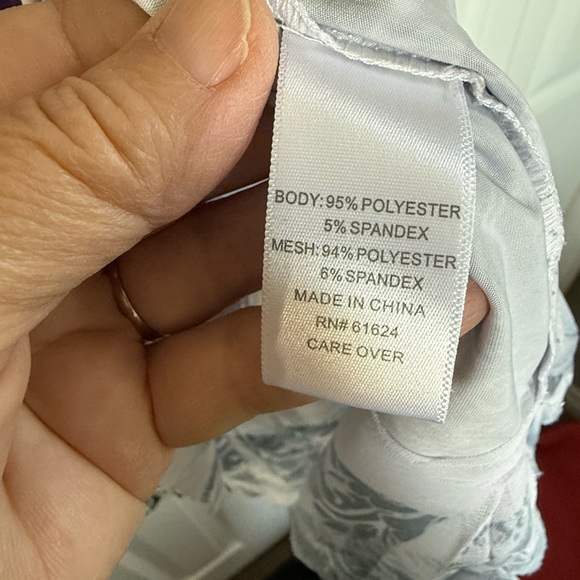 BODY: 95% POLYESTER
5% SPANDEX
MESH: 94% POLYESTER
6% SPANDEX
MADE IN CHINA
RN# 61624
CARE OVER